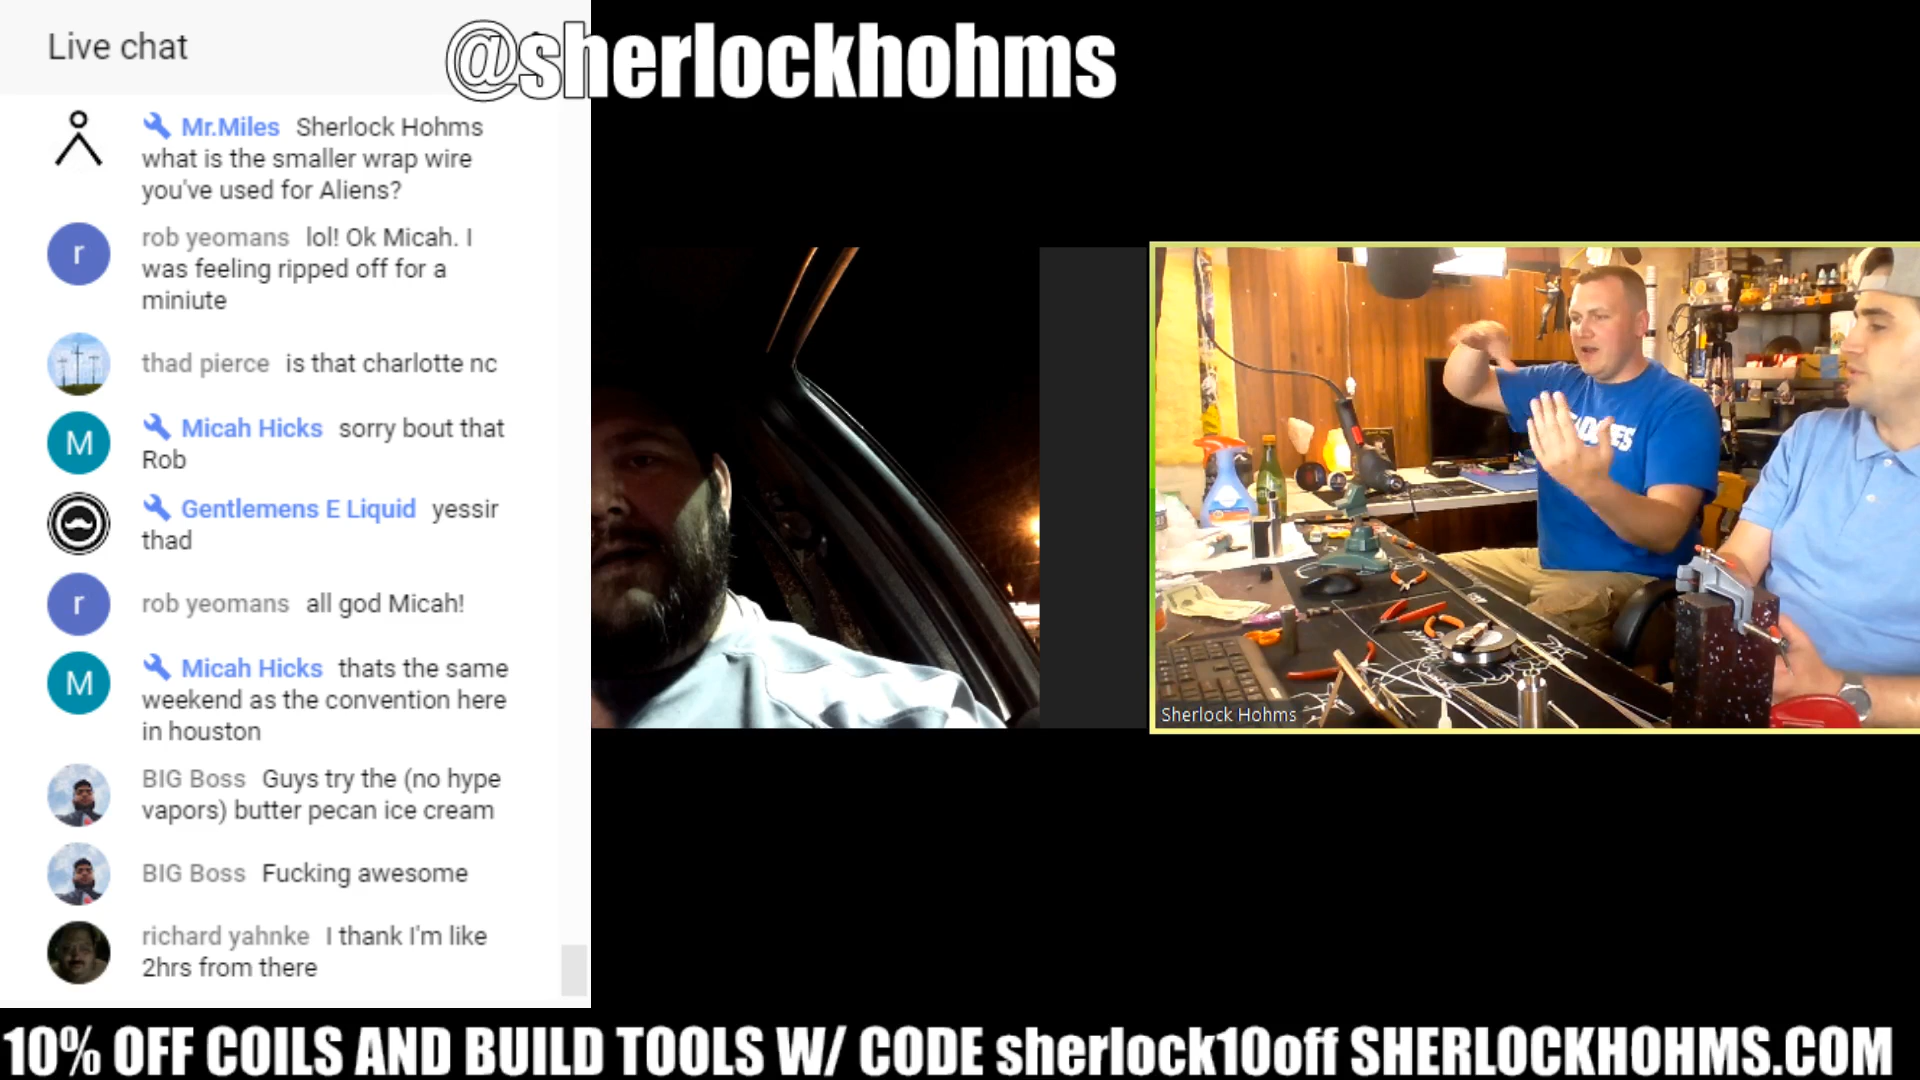 Live chat
@sherlockhohms
Mr.Miles Sherlock Hohms
what is the smaller wrap wire
you've used for Aliens?
rob yeomans lol! Ok Micah. I
was feeling ripped off for a
miniute
thad pierce is that charlotte nc
Micah Hicks sorry bout that
Rob
Gentlemens E Liquid yessir
thad
rob yeomans all god Micah!
Micah Hicks thats the same
weekend as the convention here
in houston
BIG Boss Guys try the (no hype
vapors) butter pecan ice cream
BIG Boss Fucking awesome
richard yahnke I thank I'm like
2hrs from there
r
M
r
M
Sherlock Hohms
10% OFF COILS AND BUILD TOOLS W/ CODE sherlock10off SHERLOCKHOHMS.COM